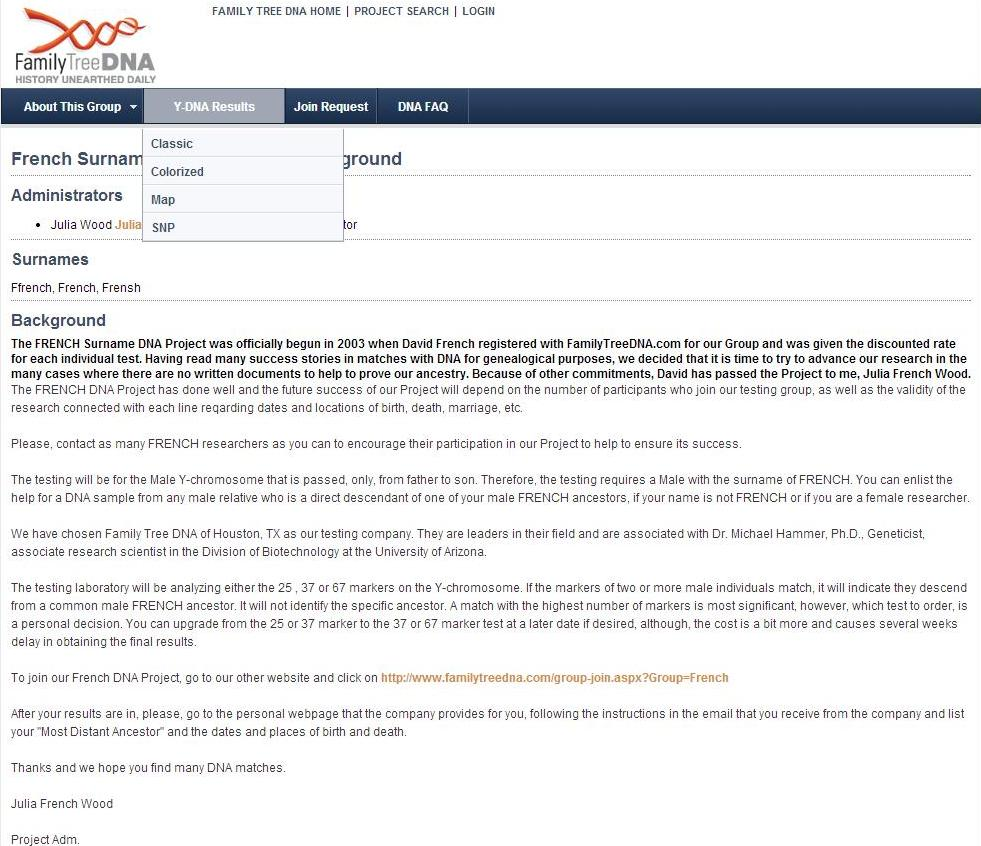 FAMILY TREE DNA HOME | PROJECT SEARCH | LOGIN
FamilyTreeDNA
HISTORY UNEARTHED DAILY
About This Group Y-DNA Results Join Request DNA FAQ
Classic
Colorized
Map
SNP
French Surnam ground
Administrators
• Julia Wood Julia tor
Surnames
Ffrench, French, Frensh
Background
The FRENCH Surname DNA Project was officially begun in 2003 when David French registered with FamilyTreeDNA.com for our Group and was given the discounted rate
for each individual test. Having read many success stories in matches with DNA for genealogical purposes, we decided that it is time to try to advance our research in the
many cases where there are no written documents to help to prove our ancestry. Because of other commitments, David has passed the Project to me, Julia French Wood.
The FRENCH DNA Project has done well and the future success of our Project will depend on the number of participants who join our testing group, as well as the validity of the
research connected with each line regarding dates and locations of birth, death, marriage, etc.
Please, contact as many FRENCH researchers as you can to encourage their participation in our Project to help to ensure its success.
The testing will be for the Male Y-chromosome that is passed, only, from father to son. Therefore, the testing requires a Male with the surname of FRENCH. You can enlist the
help for a DNA sample from any male relative who is a direct descendant of one of your male FRENCH ancestors, if your name is not FRENCH or if you are a female researcher.
We have chosen Family Tree DNA of Houston, TX as our testing company. They are leaders in their field and are associated with Dr. Michael Hammer, Ph.D., Geneticist,
associate research scientist in the Division of Biotechnology at the University of Arizona.
The testing laboratory will be analyzing either the 25 , 37 or 67 markers on the Y-chromosome. If the markers of two or more male individuals match, it will indicate they descend
from a common male FRENCH ancestor. It will not identify the specific ancestor. A match with the highest number of markers is most significant, however, which test to order, is
a personal decision. You can upgrade from the 25 or 37 marker to the 37 or 67 marker test at a later date if desired, although, the cost is a bit more and causes several weeks
delay in obtaining the final results.
To join our French DNA Project, go to our other website and click on http://www.familytreedna.com/group-join.aspx?Group=French
After your results are in, please, go to the personal webpage that the company provides for you, following the instructions in the email that you receive from the company and list
your "Most Distant Ancestor" and the dates and places of birth and death.
Thanks and we hope you find many DNA matches.
Julia French Wood
Project Adm.